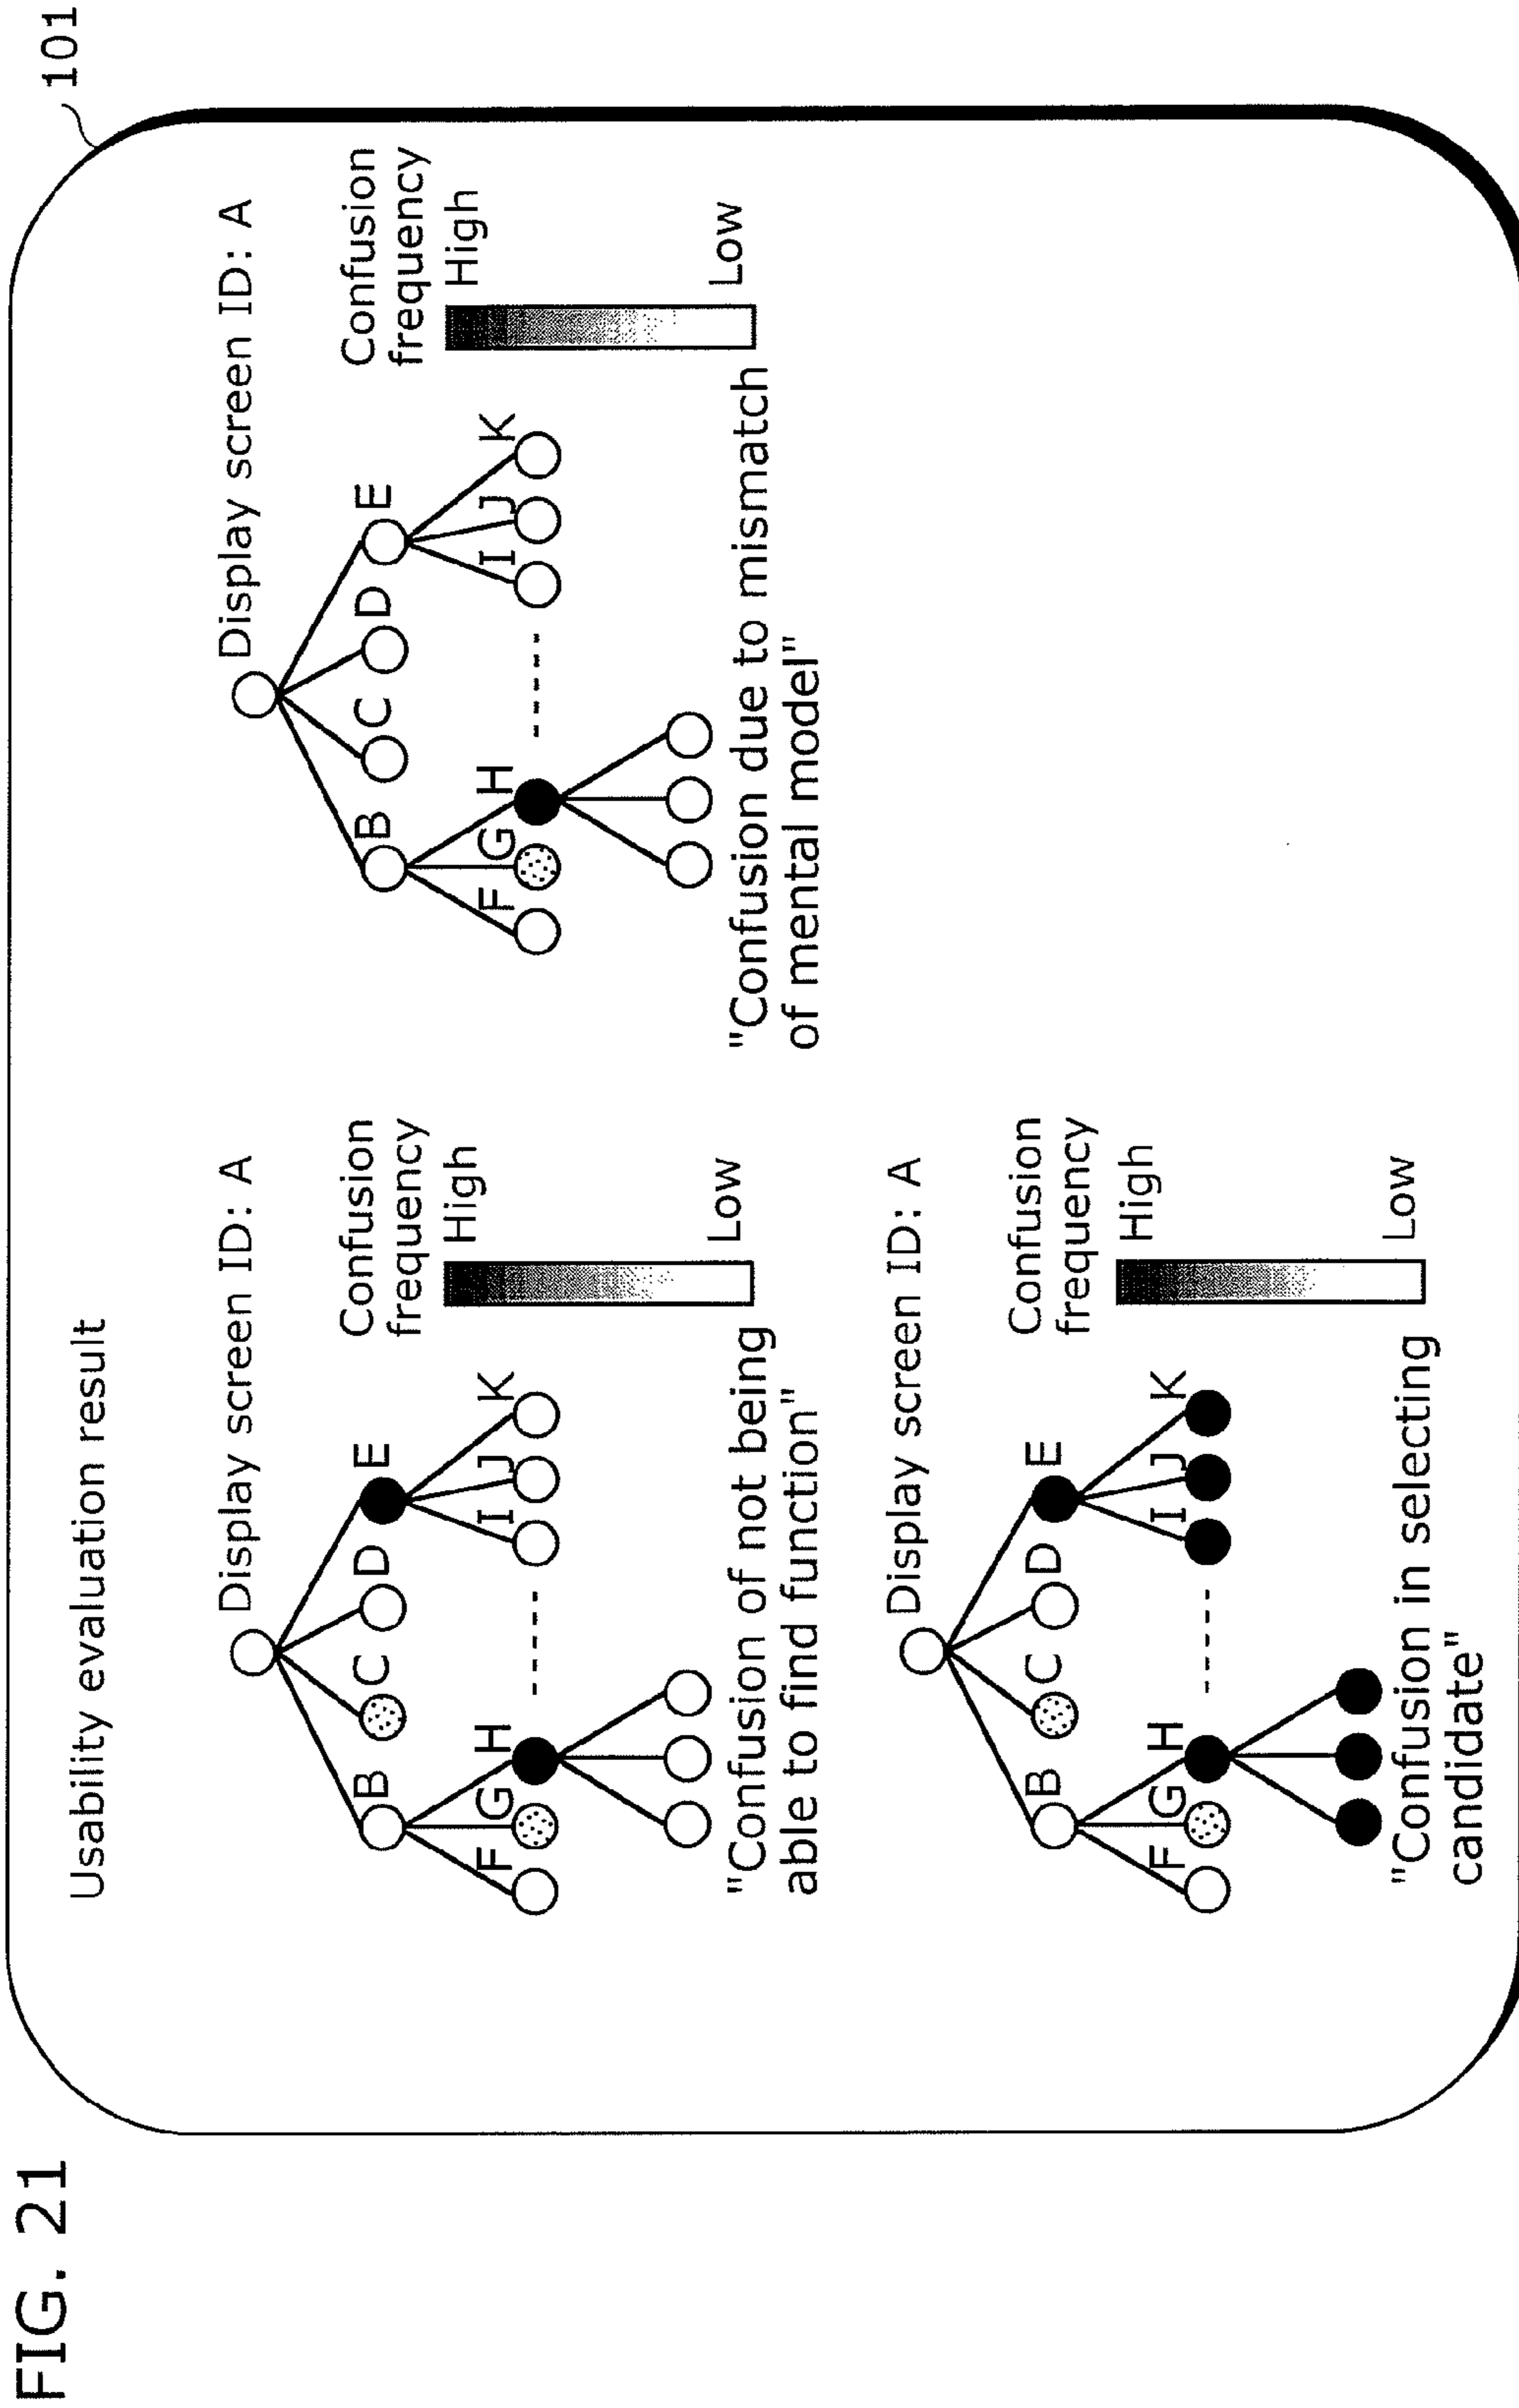 FIG. 21
101
Usability evaluation result
Display screen ID: A
B C D E
F G H I J K
Confusion
frequency
High
Low
"Confusion of not being
able to find function"
Display screen ID: A
B C D E
F G H I J K
Confusion
frequency
High
Low
"Confusion due to mismatch
of mental model"
Display screen ID: A
B C D E
F G H I J K
Confusion
frequency
High
Low
"Confusion in selecting
candidate"